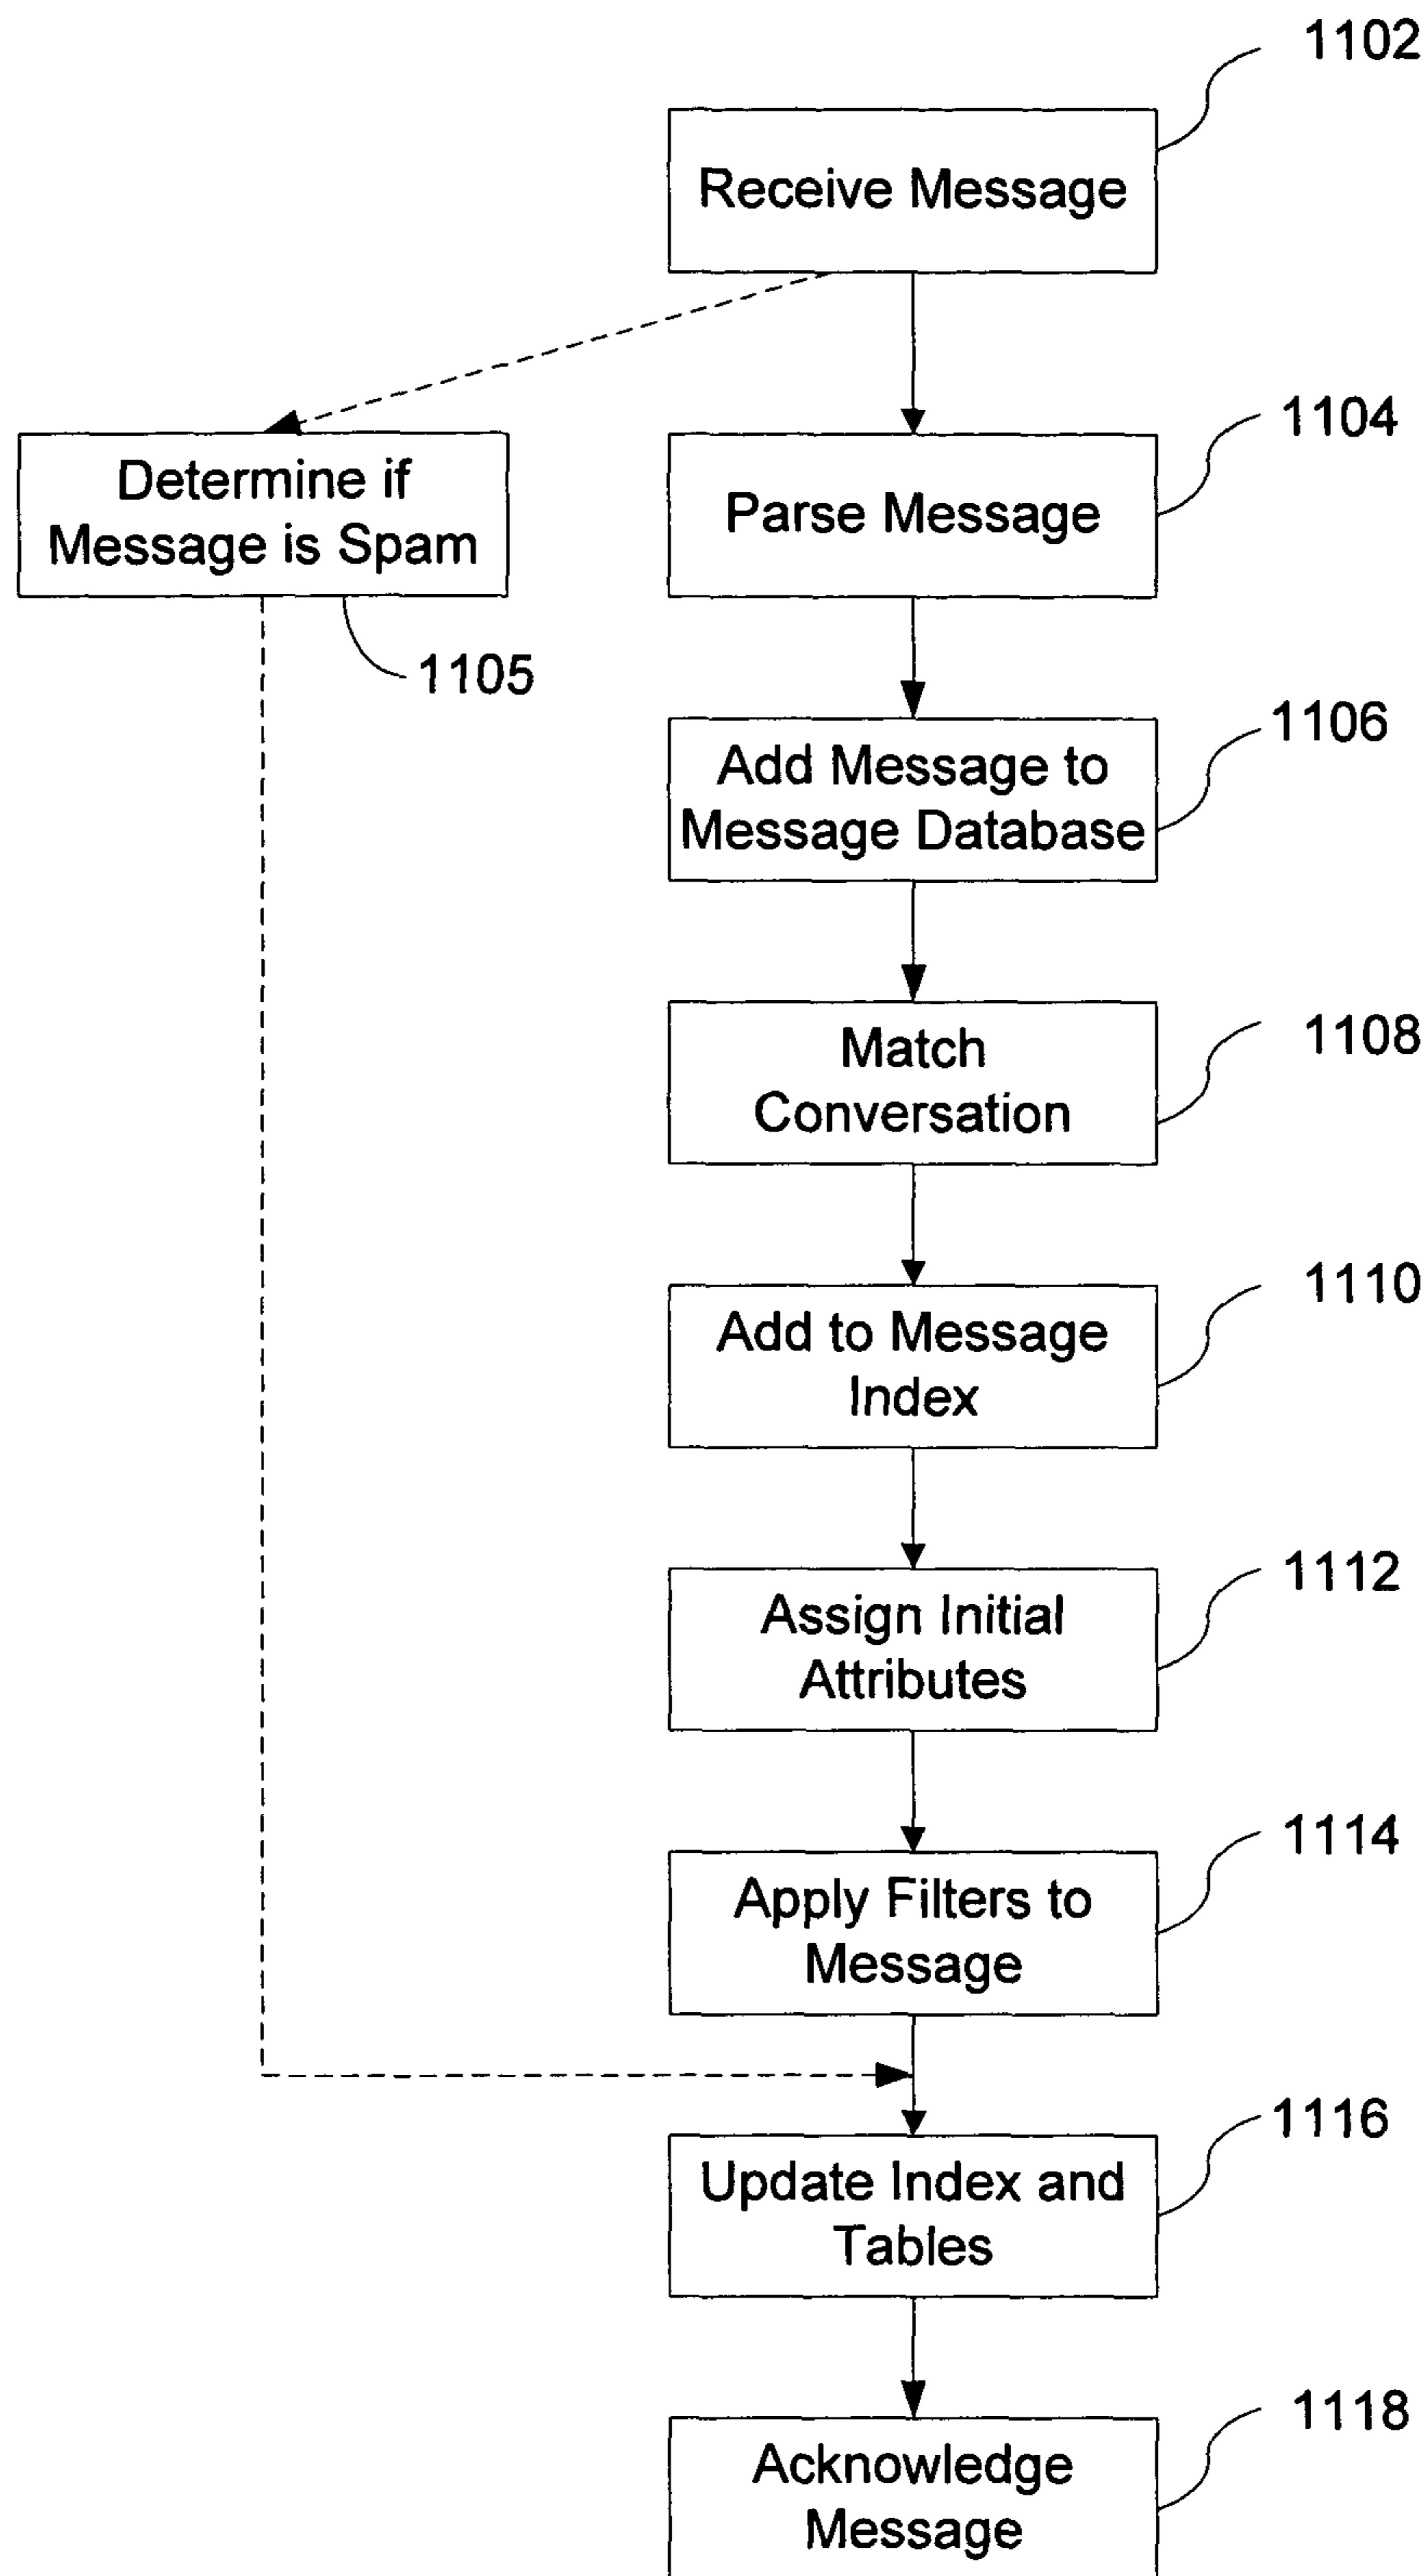 1102
Receive Message
1104
Determine if
Message is Spam
Parse Message
1105
1106
Add Message to
Message Database
1108
Match
Conversation
1110
Add to Message
Index
1112
Assign Initial
Attributes
1114
Apply Filters to
Message
1116
Update Index and
Tables
1118
Acknowledge
Message